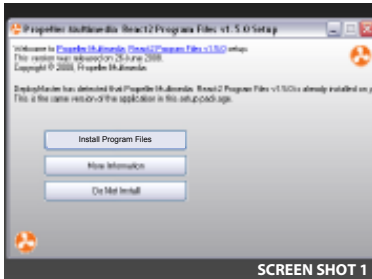 Propeller Multimedia React2 Program Files v1.5.0 Setup
Welcome to Propeller Multimedia React2 Program Files v1.5.0 setup.
This version was released on 26 June 2008.
Copyright © 2008, Propeller Multimedia
DeployMaster has detected that Propeller Multimedia React2 Program Files v1.5.0 is already installed on
This is the same version of the application in this setup package.
Install Program Files
More Information
Do Not Install
SCREEN SHOT 1